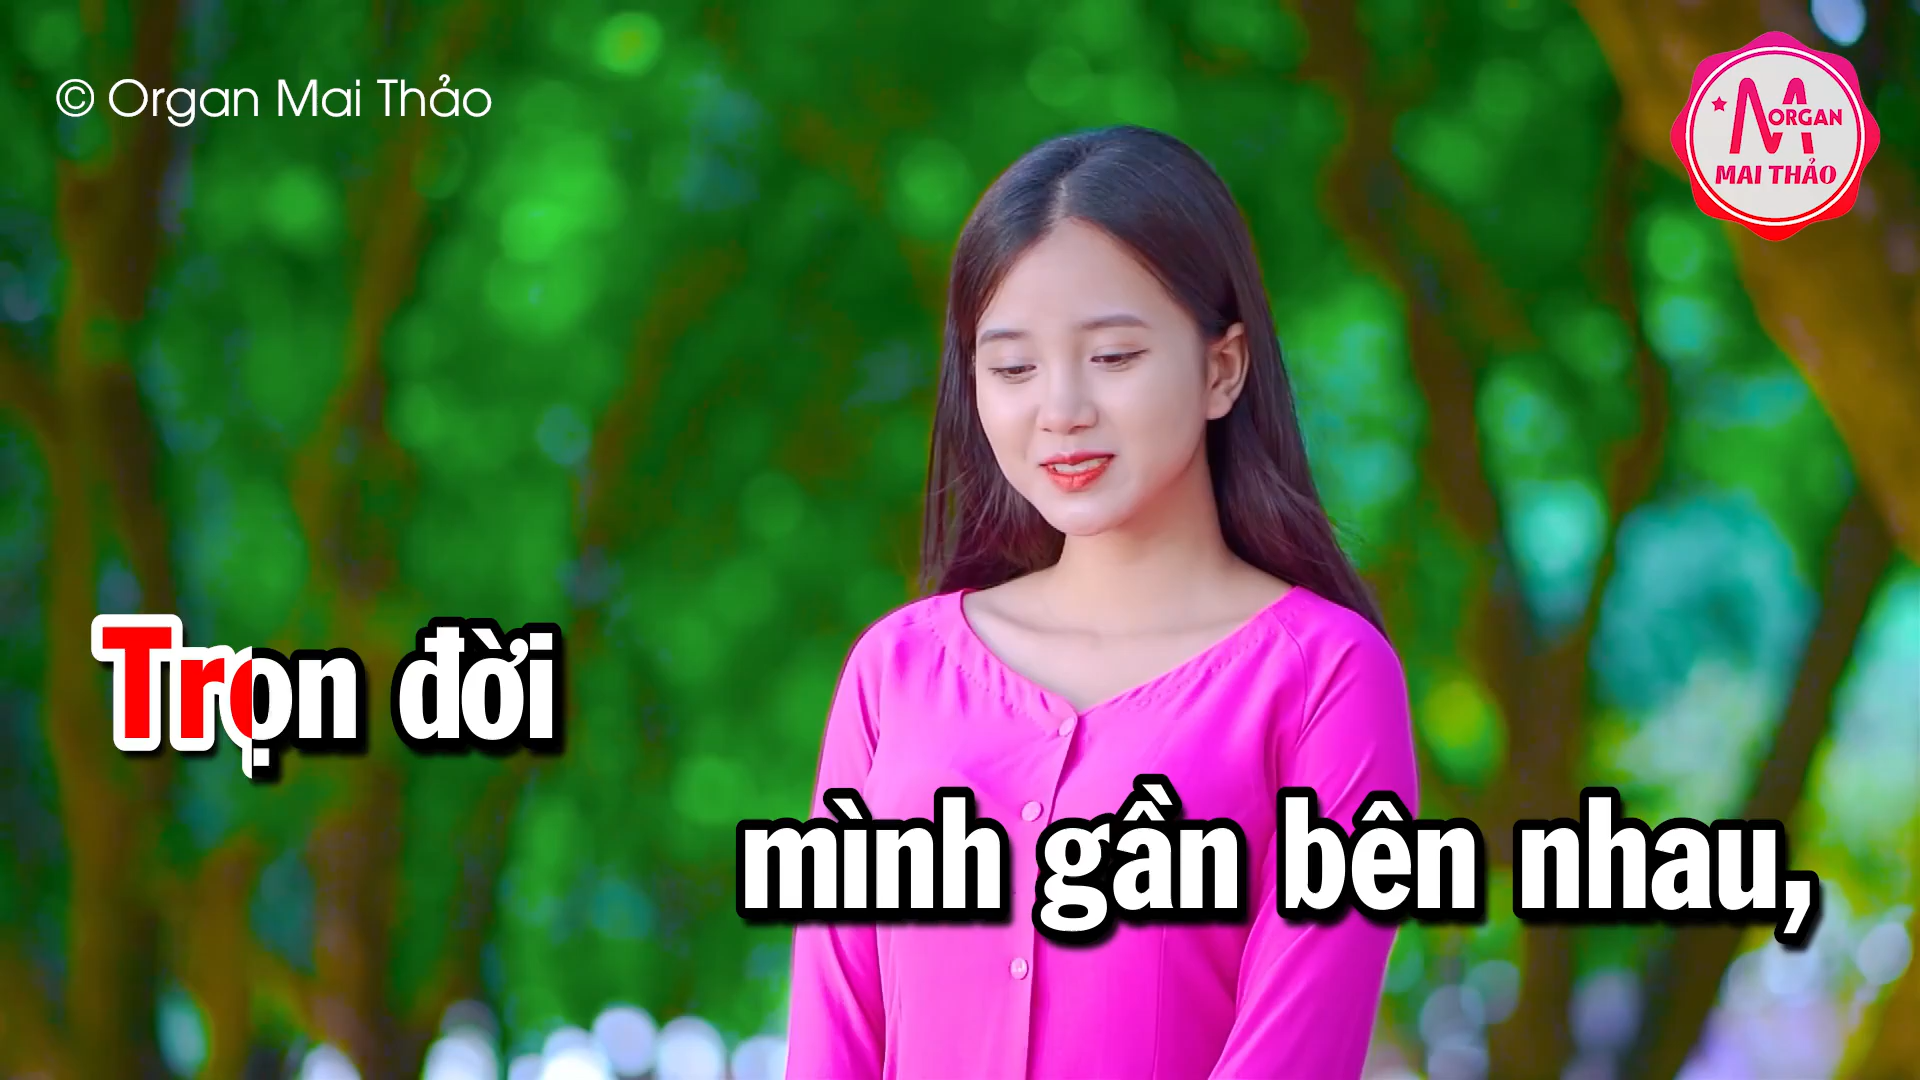 © Organ Mai Thảo
M ORGAN
MAI THẢO
Trọn đời
mình gần bên nhau,